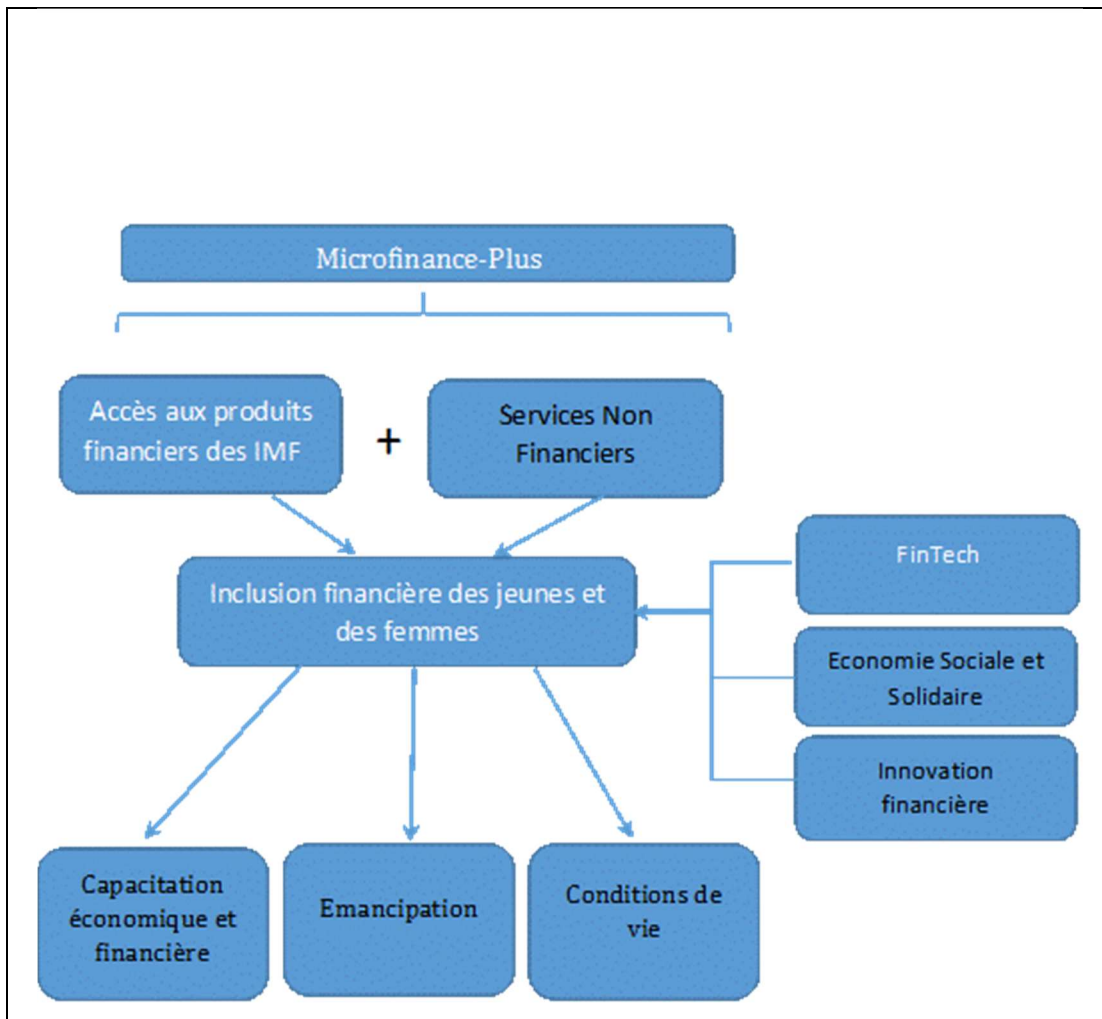 Microfinance-Plus
Accès aux produits
financiers des IMF
+
Services Non
Financiers
Inclusion financière des jeunes et
des femmes
FinTech
Economie Sociale et
Solidaire
Innovation
financière
Capacitation
économique et
financière
Emancipation
Conditions de
vie